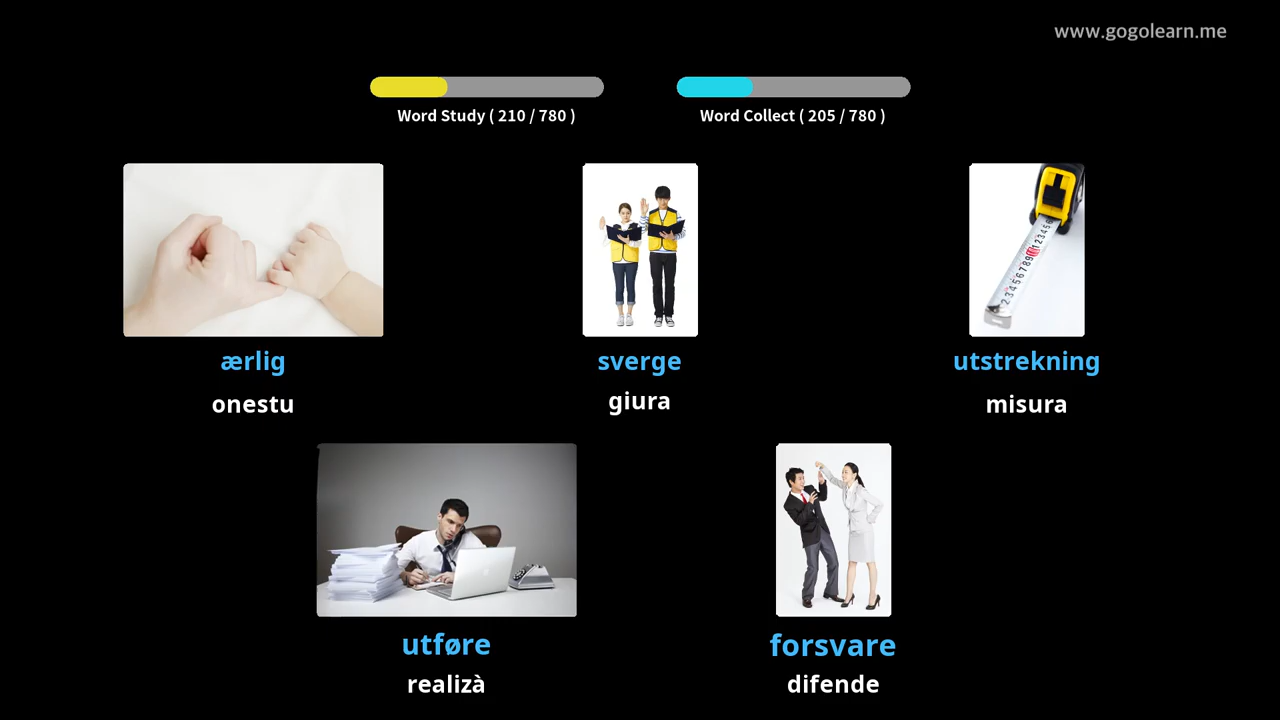 www.gogolearn.me
Word Study ( 210 / 780 )
Word Collect ( 205 / 780 )
ærlig
onestu
sverge
giura
utstrekning
misura
utføre
realizà
forsvare
difende